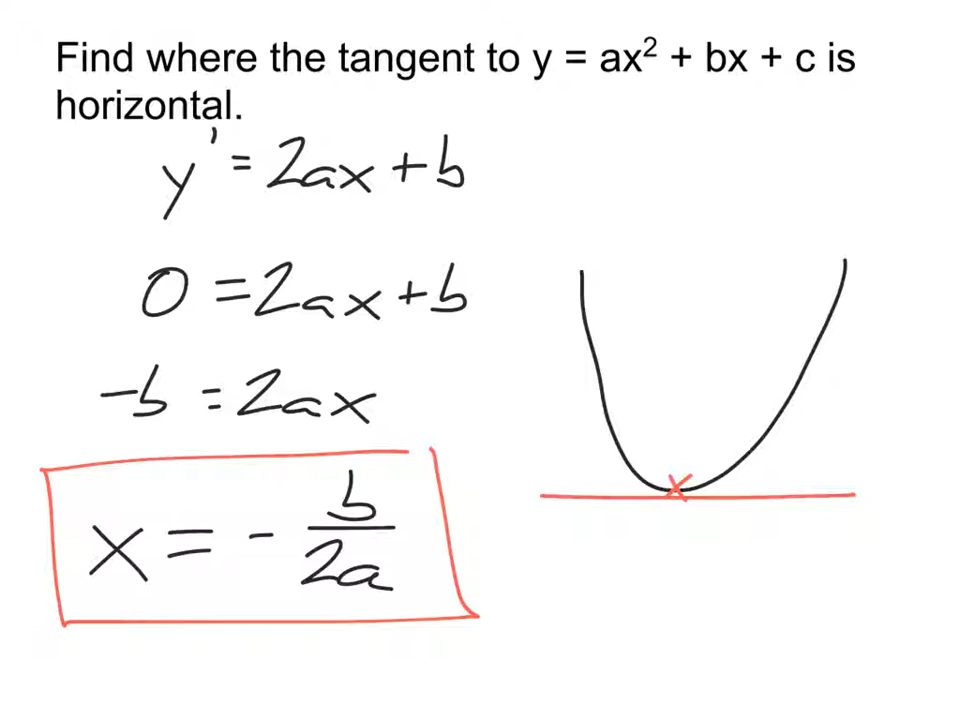 Find where the tangent to y = ax² + bx + c is
horizontal.
y' = 2ax + b
0 = 2ax + b
-b = 2ax
x = - b/2a